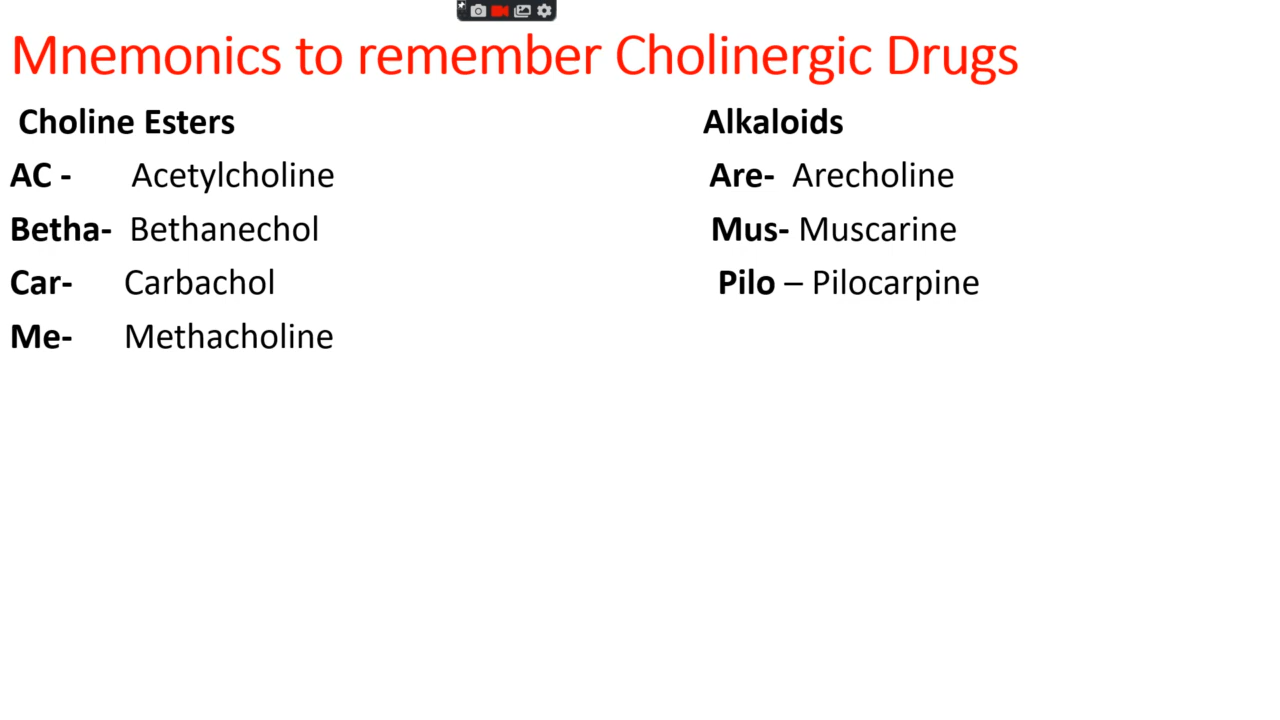 Mnemonics to remember Cholinergic Drugs
Choline Esters
AC - Acetylcholine
Betha- Bethanechol
Car- Carbachol
Me- Methacholine
Alkaloids
Are- Arecholine
Mus- Muscarine
Pilo – Pilocarpine